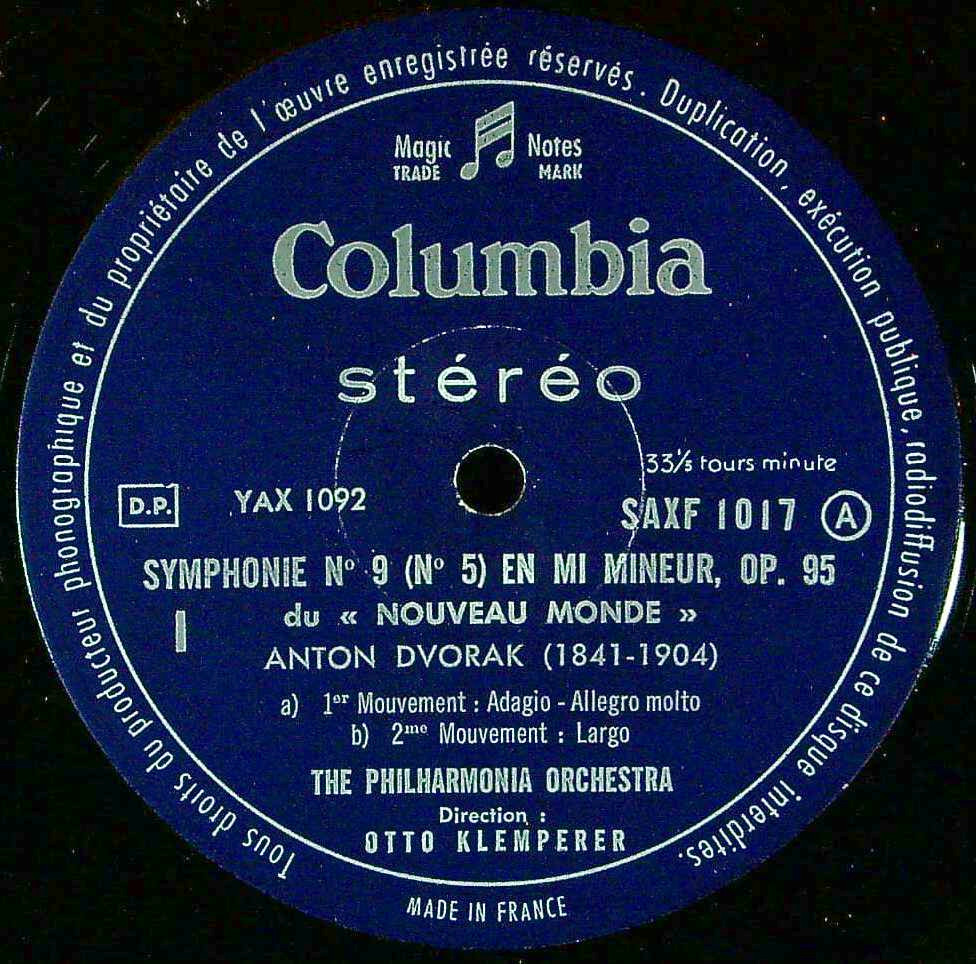 Tous droits du producteur phonographique et du propriétaire de l'œuvre enregistrée réservés. Duplication, exécution publique, radiodiffusion de ce disque interdites.
Magic Notes
TRADE MARK
Columbia
stéréo
33⅓ tours minute
D.P. YAX 1092 SAXF 1017 A
SYMPHONIE Nº 9 (Nº 5) EN MI MINEUR, OP. 95
I du « NOUVEAU MONDE »
ANTON DVORAK (1841-1904)
a) 1er Mouvement : Adagio - Allegro molto
b) 2me Mouvement : Largo
THE PHILHARMONIA ORCHESTRA
Direction :
OTTO KLEMPERER
MADE IN FRANCE